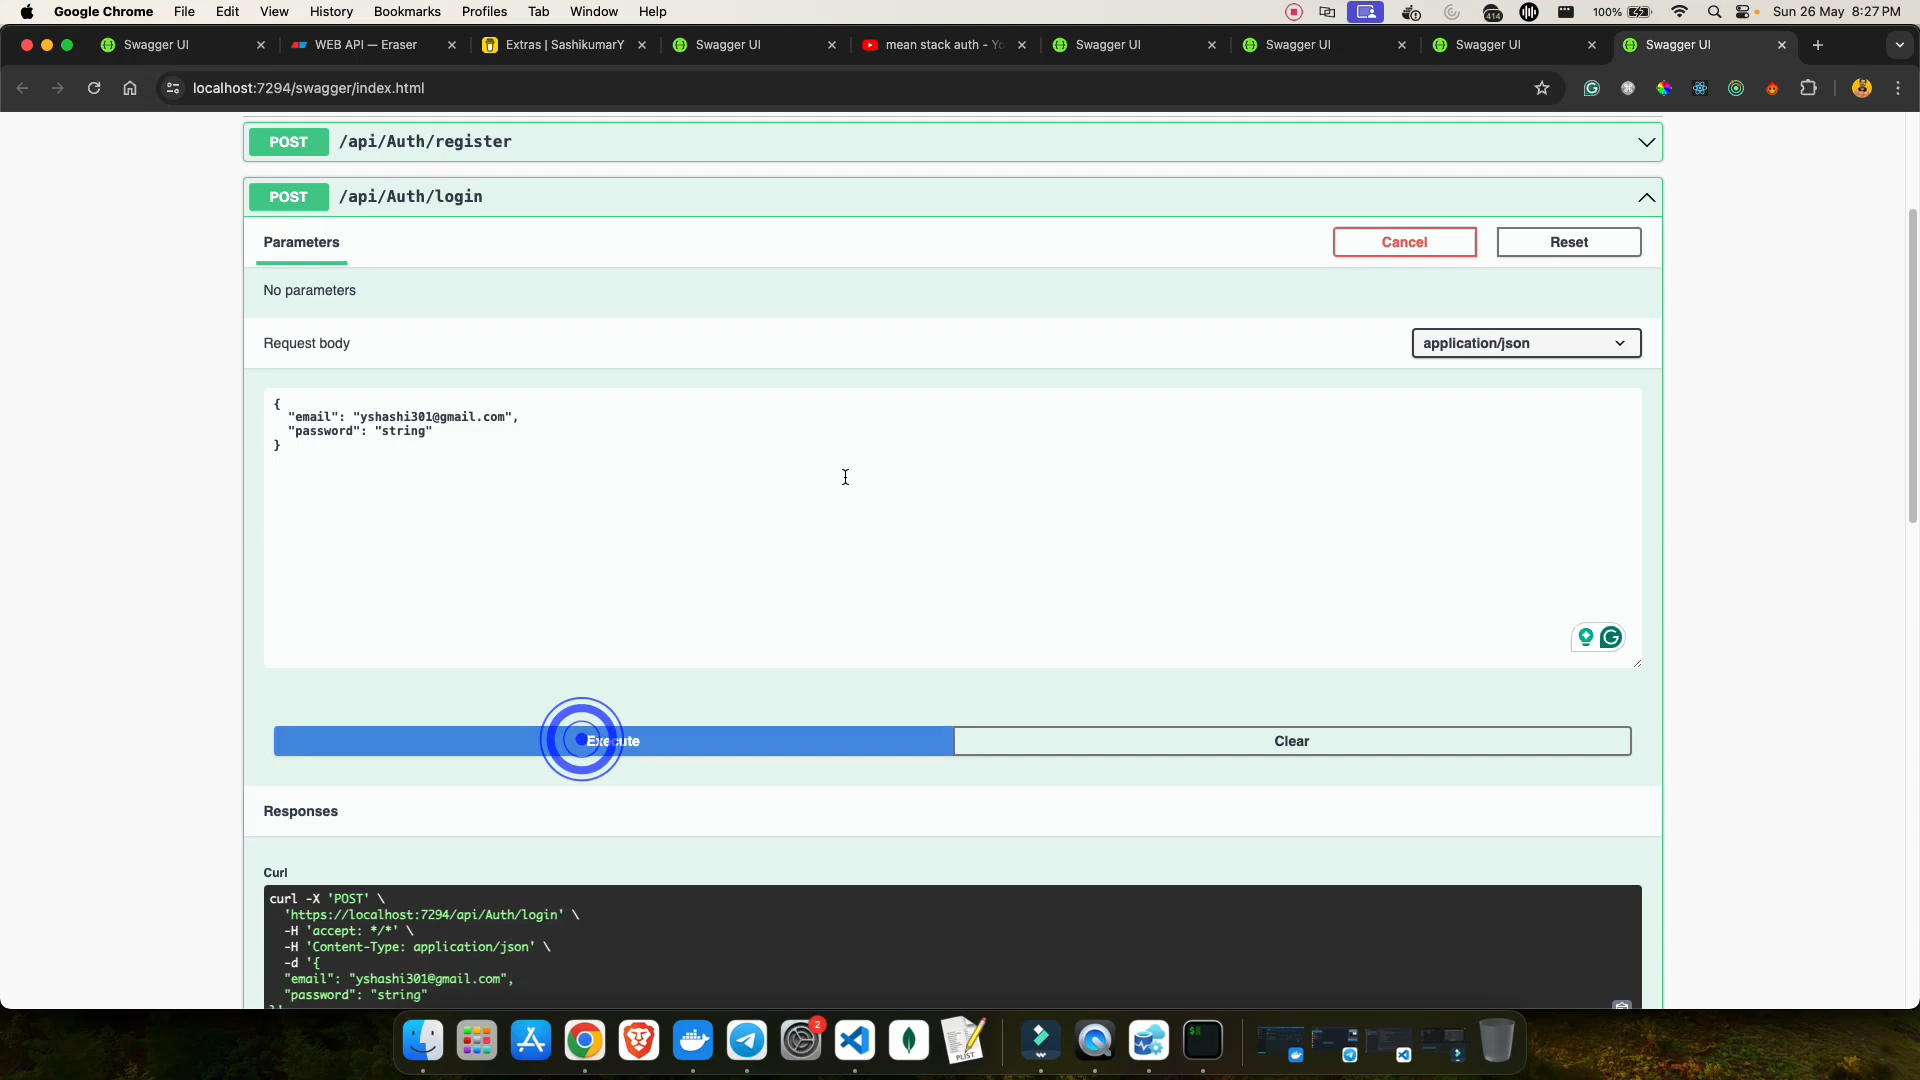 Google Chrome File Edit View History Bookmarks Profiles Tab Window Help 414 100% Sun 26 May 8:27 PM
Swagger UI WEB API — Eraser Extras | SashikumarY Swagger UI mean stack auth - Yo Swagger UI Swagger UI Swagger UI Swagger UI
localhost:7294/swagger/index.html
POST /api/Auth/register
POST /api/Auth/login
Parameters Cancel Reset
No parameters
Request body application/json
{
"email": "yshashi301@gmail.com",
"password": "string"
}
Execute Clear
Responses
Curl
curl -X 'POST' \
'https://localhost:7294/api/Auth/login' \
-H 'accept: */*' \
-H 'Content-Type: application/json' \
-d '{
"email": "yshashi301@gmail.com",
"password": "string"
2
PLIST